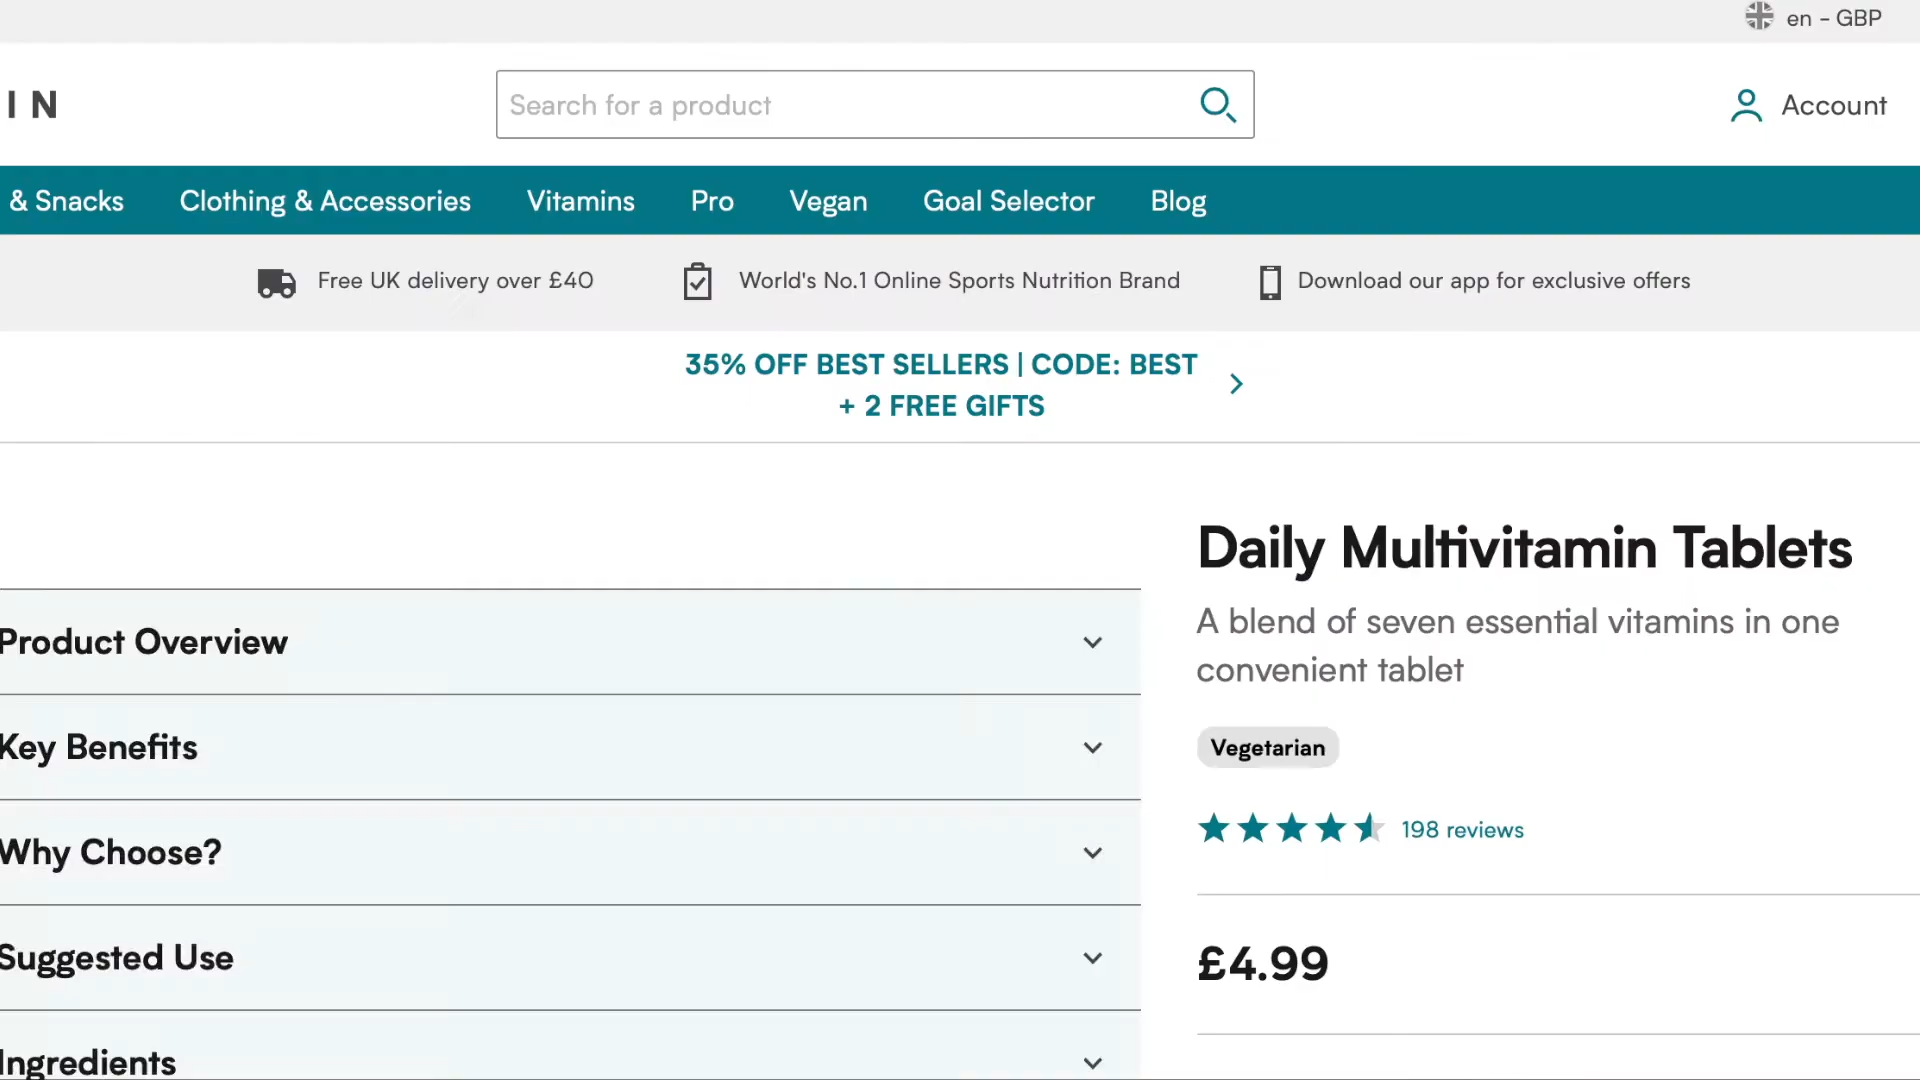 en - GBP
IN
Search for a product
Account
& Snacks
Clothing & Accessories
Vitamins
Pro
Vegan
Goal Selector
Blog
Free UK delivery over £40
World's No.1 Online Sports Nutrition Brand
Download our app for exclusive offers
35% OFF BEST SELLERS | CODE: BEST
+ 2 FREE GIFTS
Product Overview
Key Benefits
Why Choose?
Suggested Use
Ingredients
Daily Multivitamin Tablets
A blend of seven essential vitamins in one
convenient tablet
Vegetarian
198 reviews
£4.99